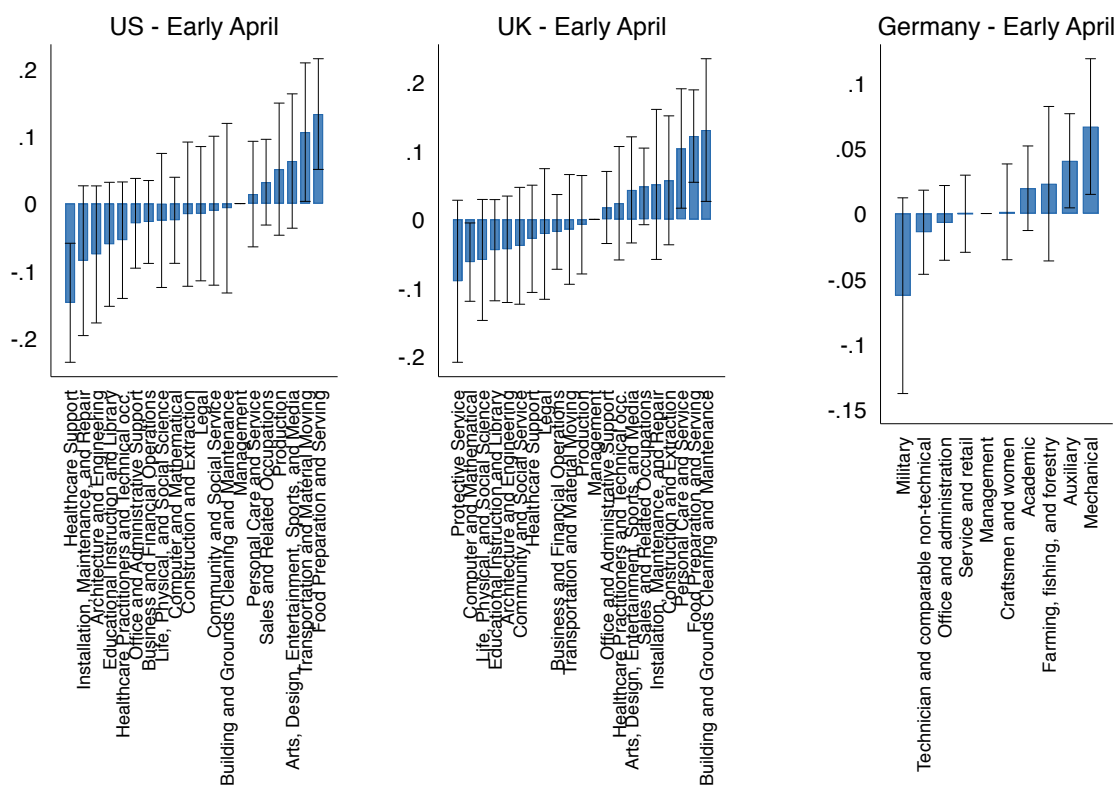 US - Early April
.2
.1
0
-.1
-.2
Healthcare Support
Installation, Maintenance, and Repair
Architecture and Engineering
Educational Instruction and Library
Healthcare Practitioners and Technical occ.
Office and Administrative Support
Business and Financial Operations
Life, Physical, and Social Science
Computer and Mathematical
Construction and Extraction
Legal
Community and Social Service
Building and Grounds Cleaning and Maintenance
Management
Personal Care and Service
Sales and Related Occupations
Production
Arts, Design, Entertainment, Sports, and Media
Transportation and Material Moving
Food Preparation and Serving
UK - Early April
.2
.1
0
-.1
-.2
Protective Service
Computer and Mathematical
Life, Physical, and Social Science
Educational Instruction and Library
Architecture and Engineering
Community and Social Service
Healthcare Support
Legal
Business and Financial Operations
Transportation and Material Moving
Production
Management
Office and Administrative Support
Healthcare Practitioners and Technical occ.
Arts, Design, Entertainment, Sports, and Media
Sales and Related Occupations
Installation, Maintenance, and Repair
Construction and Extraction
Personal Care and Service
Food Preparation and Serving
Building and Grounds Cleaning and Maintenance
Germany - Early April
.1
.05
0
-.05
-.1
-.15
Military
Technician and comparable non-technical
Office and administration
Service and retail
Management
Craftsmen and women
Academic
Farming, fishing, and forestry
Auxiliary
Mechanical